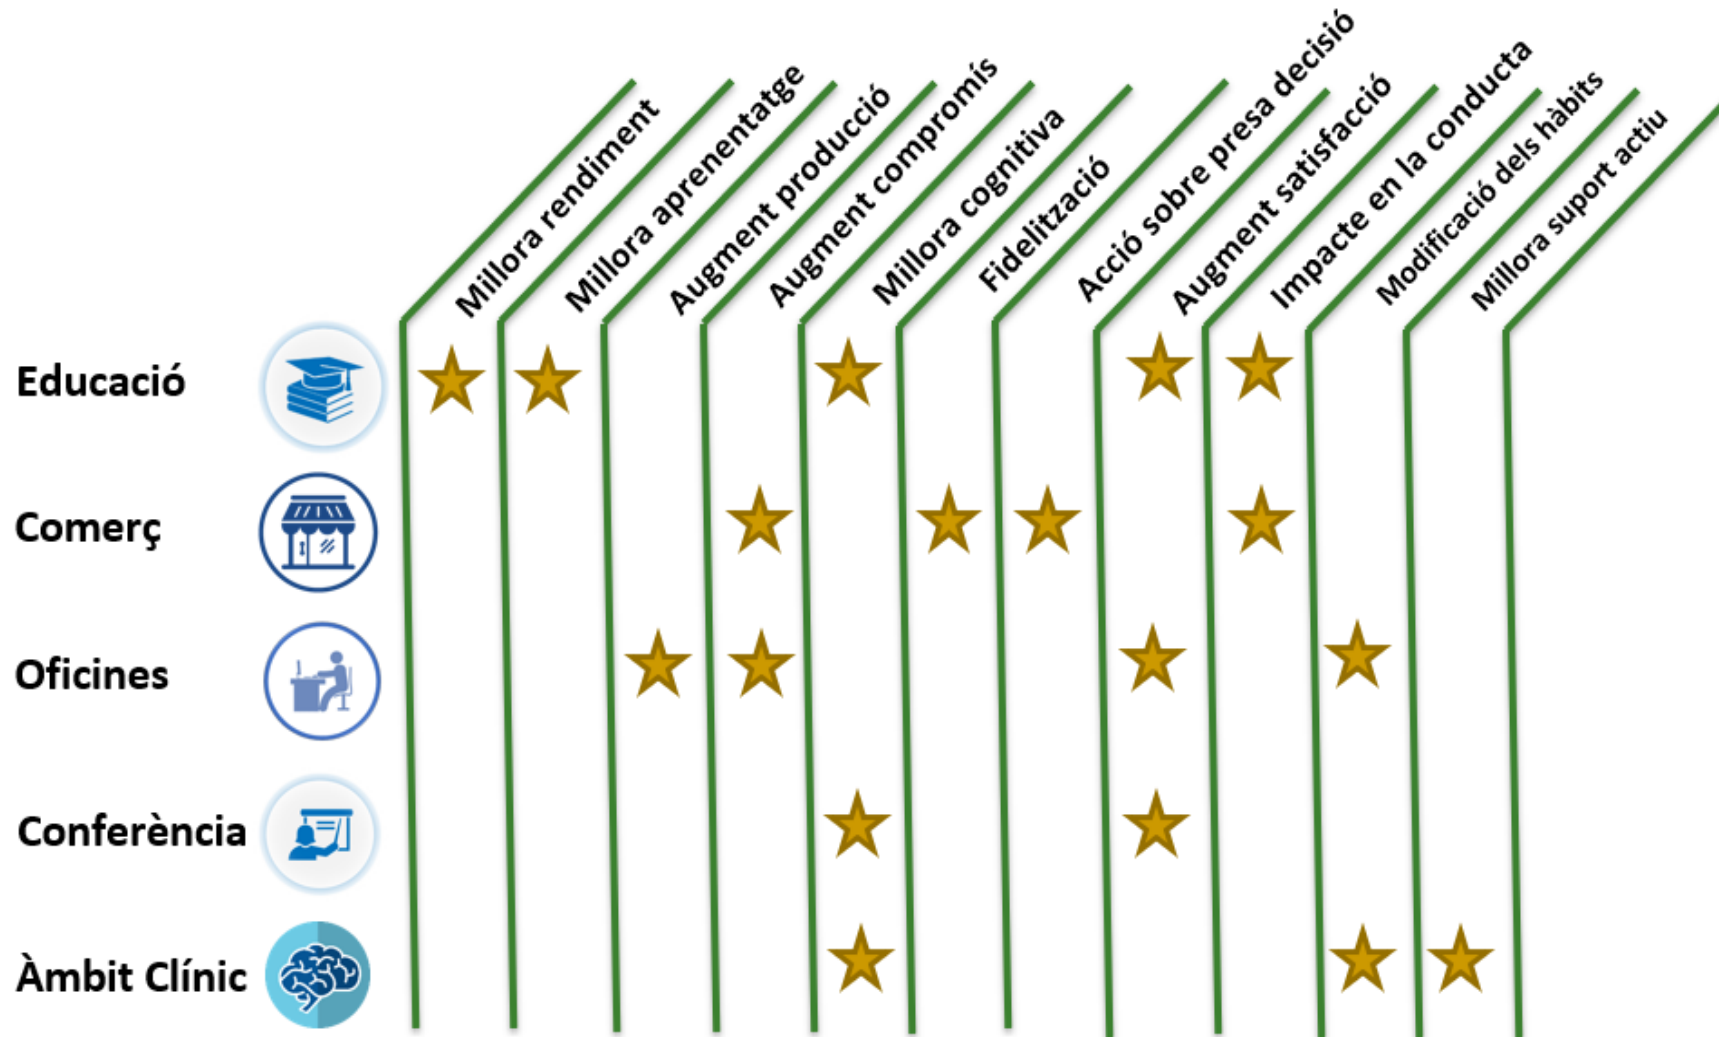 Millora rendiment
Millora aprenentatge
Augment producció
Augment compromís
Millora cognitiva
Fidelització
Acció sobre presa decisió
Augment satisfacció
Impacte en la conducta
Modificació dels hàbits
Millora suport actiu
Educació
Comerç
Oficines
Conferència
Àmbit Clínic